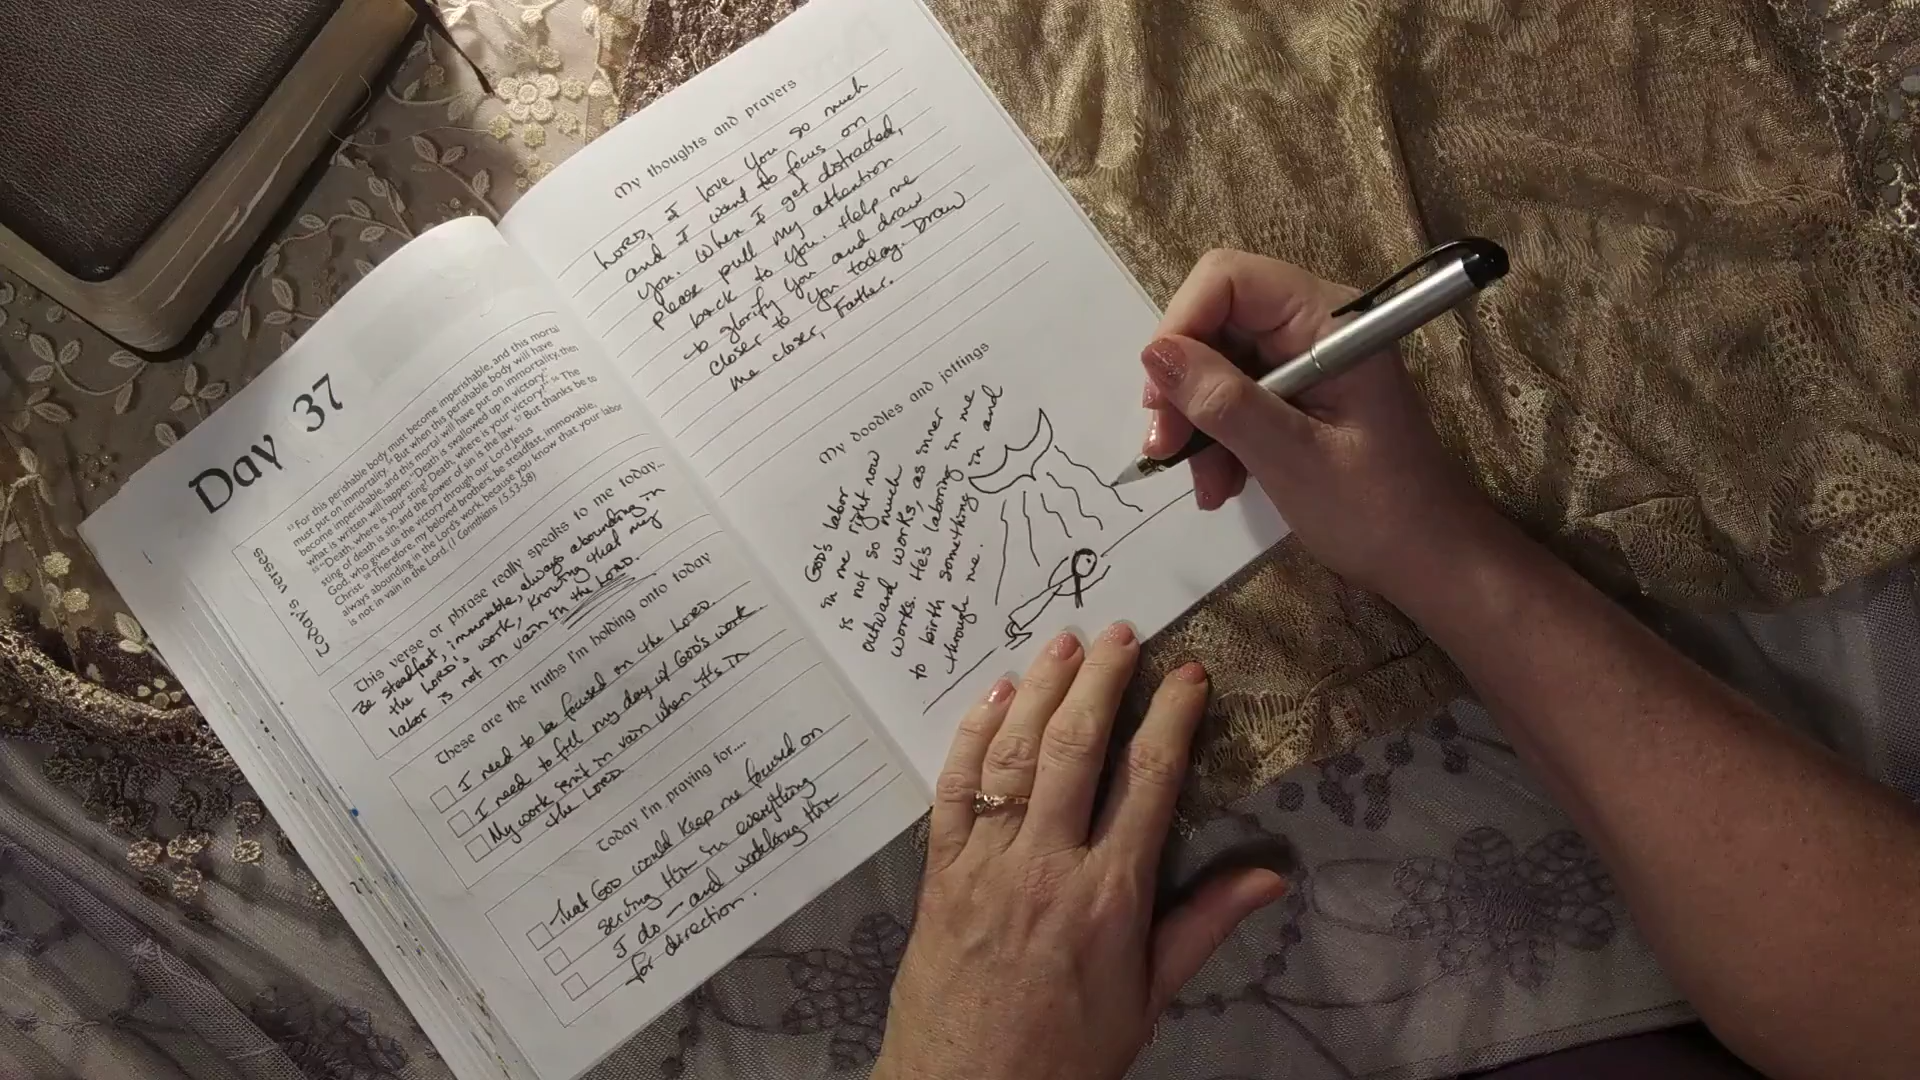 Day 37
Today's verses
53 For this perishable body must become imperishable, and this mortal
must put on immortality. 54 But when this perishable body will have
become imperishable, and this mortal will have put on immortality, then
what is written will happen: "Death is swallowed up in victory."
55 "Death, where is your sting? Death, where is your victory?" 56 The
sting of death is sin, and the power of sin is the law. 57 But thanks be to
God, who gives us the victory through our Lord Jesus
Christ. 58 Therefore, my beloved brothers, be steadfast, immovable,
always abounding in the Lord's work, because you know that your labor
is not in vain in the Lord. (1 Corinthians 15.53-58)
This verse or phrase really speaks to me today...
Be steadfast, immovable, always abounding in
the LORD's work, knowing that my
labor is not in vain in the LORD.
These are the truths I'm holding onto today
I need to be focused on the LORD.
I need to fill my day w/ GOD's work.
My work isn't in vain when it's IN
the LORD.
Today I'm praying for....
That GOD would keep me focused on
serving Him in everything
I do – and watching Him
for direction.
My thoughts and prayers
LORD, I love You so much
and I want to focus on
You. When I get distracted,
please pull my attention
back to You. Help me
to glorify You and draw
closer to You today. Draw
me closer, Father.
My doodles and jottings
GOD's labor
in me right now
is not so much
outward works, as inner
works. He's laboring in me
to birth something in and
through me.